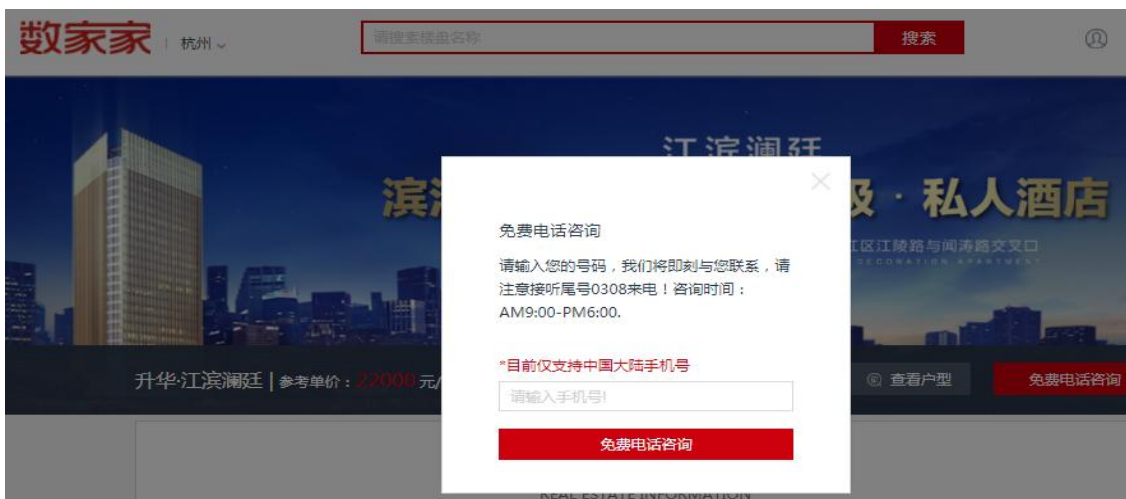 数家家
杭州
请搜索楼盘名称
搜索
江滨澜廷
滨
级·私人酒店
江区江陵路与闻涛路交叉口
DECORATION APARTMENT
免费电话咨询
请输入您的号码，我们将即刻与您联系，请
注意接听尾号0308来电！咨询时间：
AM9:00-PM6:00.
*目前仅支持中国大陆手机号
请输入手机号!
免费电话咨询
升华·江滨澜廷 | 参考单价：22000 元/
查看户型
免费电话咨询
REAL ESTATE INFORMATION